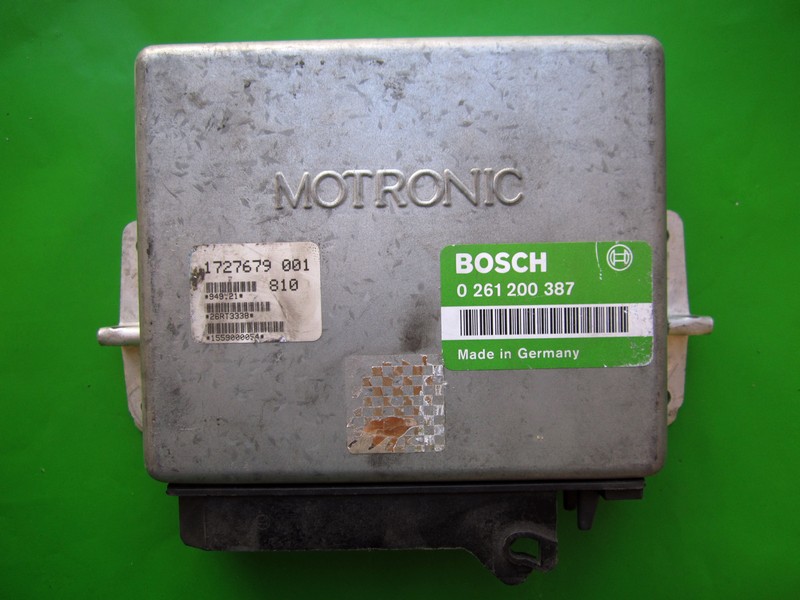 MOTRONIC
1727679 001
810
*949.21*
*26RT3338*
*1559000054*
BOSCH
0 261 200 387
Made in Germany